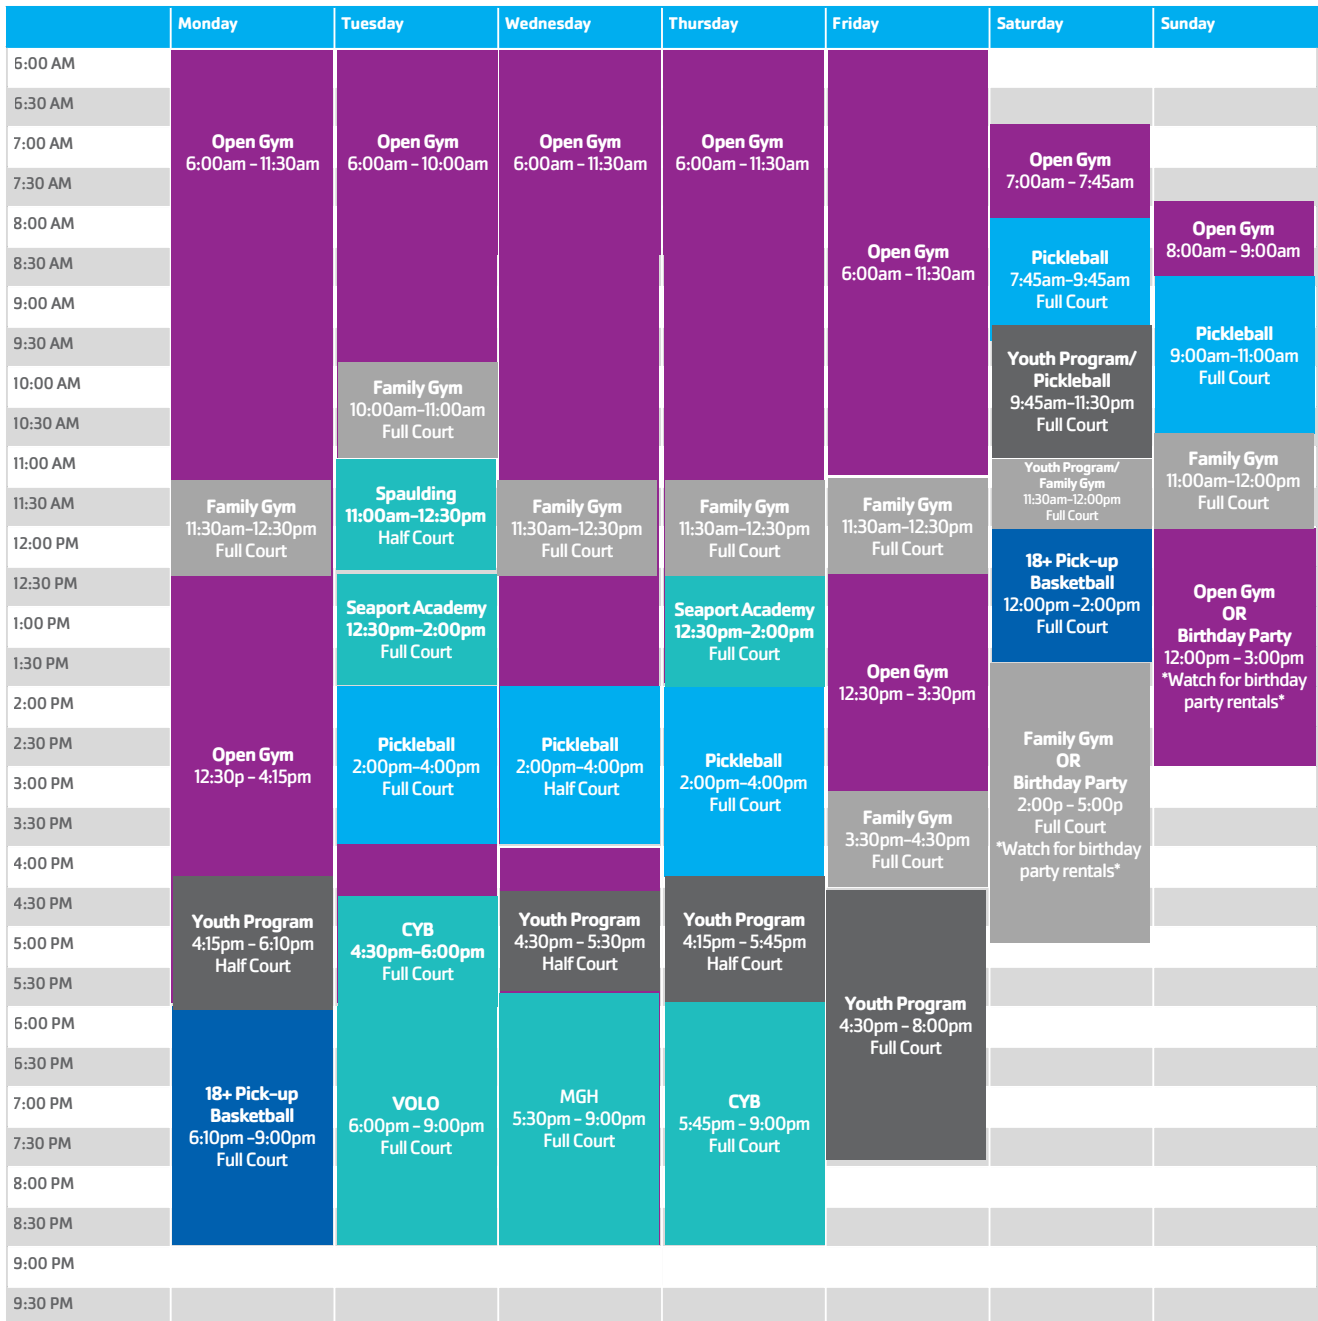 Monday
Tuesday
Wednesday
Thursday
Friday
Saturday
Sunday
6:00 AM
6:30 AM
7:00 AM
7:30 AM
8:00 AM
8:30 AM
9:00 AM
9:30 AM
10:00 AM
10:30 AM
11:00 AM
11:30 AM
12:00 PM
12:30 PM
1:00 PM
1:30 PM
2:00 PM
2:30 PM
3:00 PM
3:30 PM
4:00 PM
4:30 PM
5:00 PM
5:30 PM
6:00 PM
6:30 PM
7:00 PM
7:30 PM
8:00 PM
8:30 PM
9:00 PM
9:30 PM
Open Gym
6:00am - 11:30am
Family Gym
11:30am-12:30pm
Full Court
Open Gym
12:30p - 4:15pm
Youth Program
4:15pm - 6:10pm
Half Court
18+ Pick-up
Basketball
6:10pm -9:00pm
Full Court
Open Gym
6:00am - 10:00am
Family Gym
10:00am-11:00am
Full Court
Spaulding
11:00am-12:30pm
Half Court
Seaport Academy
12:30pm-2:00pm
Full Court
Pickleball
2:00pm-4:00pm
Full Court
CYB
4:30pm-6:00pm
Full Court
VOLO
6:00pm - 9:00pm
Full Court
Open Gym
6:00am - 11:30am
Family Gym
11:30am-12:30pm
Full Court
Pickleball
2:00pm-4:00pm
Half Court
Youth Program
4:30pm - 5:30pm
Half Court
MGH
5:30pm - 9:00pm
Full Court
Open Gym
6:00am - 11:30am
Family Gym
11:30am-12:30pm
Full Court
Seaport Academy
12:30pm-2:00pm
Full Court
Pickleball
2:00pm-4:00pm
Full Court
Youth Program
4:15pm - 5:45pm
Half Court
CYB
5:45pm - 9:00pm
Full Court
Open Gym
6:00am - 11:30am
Family Gym
11:30am-12:30pm
Full Court
Open Gym
12:30pm - 3:30pm
Family Gym
3:30pm-4:30pm
Full Court
Youth Program
4:30pm - 8:00pm
Full Court
Open Gym
7:00am - 7:45am
Pickleball
7:45am-9:45am
Full Court
Youth Program/
Pickleball
9:45am-11:30pm
Full Court
Youth Program/
Family Gym
11:30am-12:00pm
Full Court
18+ Pick-up
Basketball
12:00pm -2:00pm
Full Court
Family Gym
OR
Birthday Party
2:00p - 5:00p
Full Court
*Watch for birthday
party rentals*
Open Gym
8:00am - 9:00am
Pickleball
9:00am-11:00am
Full Court
Family Gym
11:00am-12:00pm
Full Court
Open Gym
OR
Birthday Party
12:00pm - 3:00pm
*Watch for birthday
party rentals*